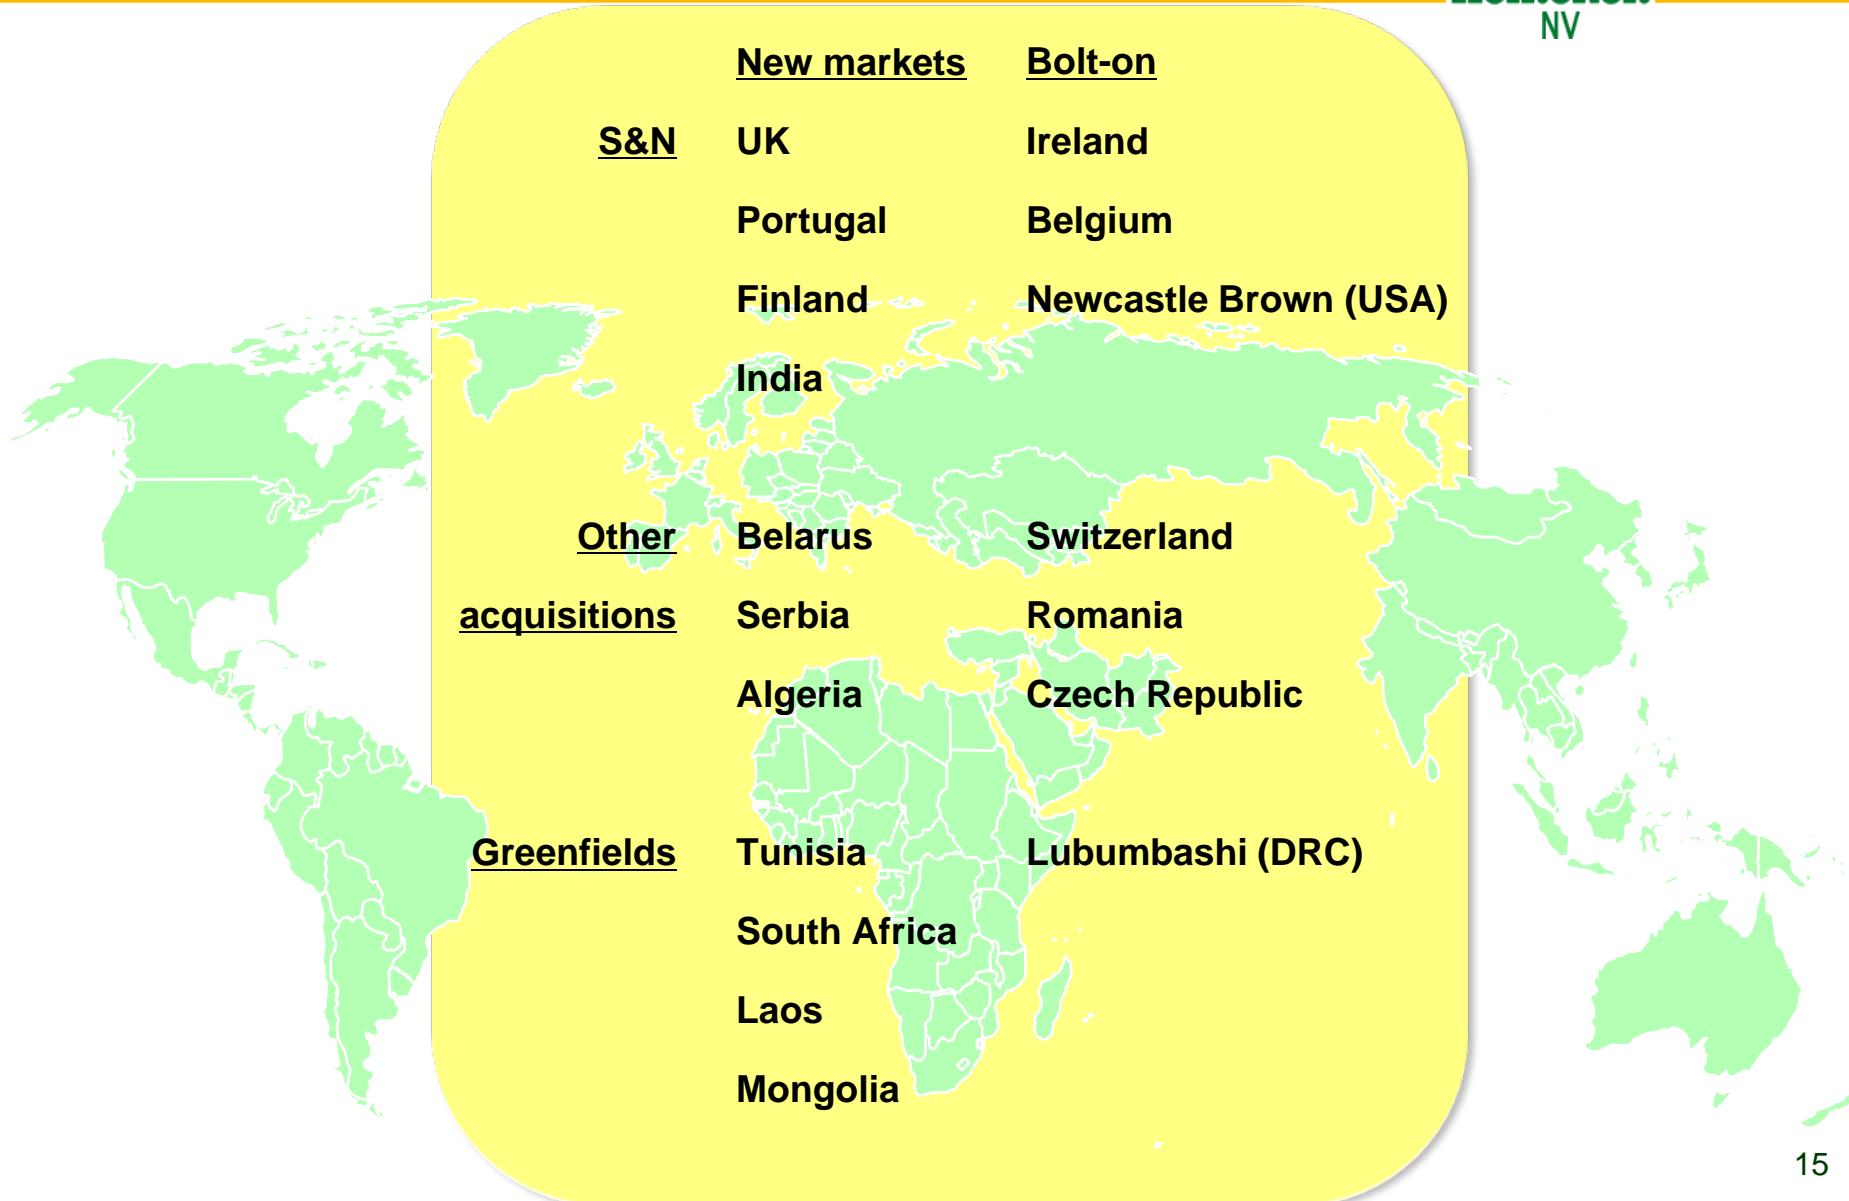 NV
New markets Bolt-on
S&N UK Ireland
Portugal Belgium
Finland Newcastle Brown (USA)
India
Other Belarus Switzerland
acquisitions Serbia Romania
Algeria Czech Republic
Greenfields Tunisia Lubumbashi (DRC)
South Africa
Laos
Mongolia
15